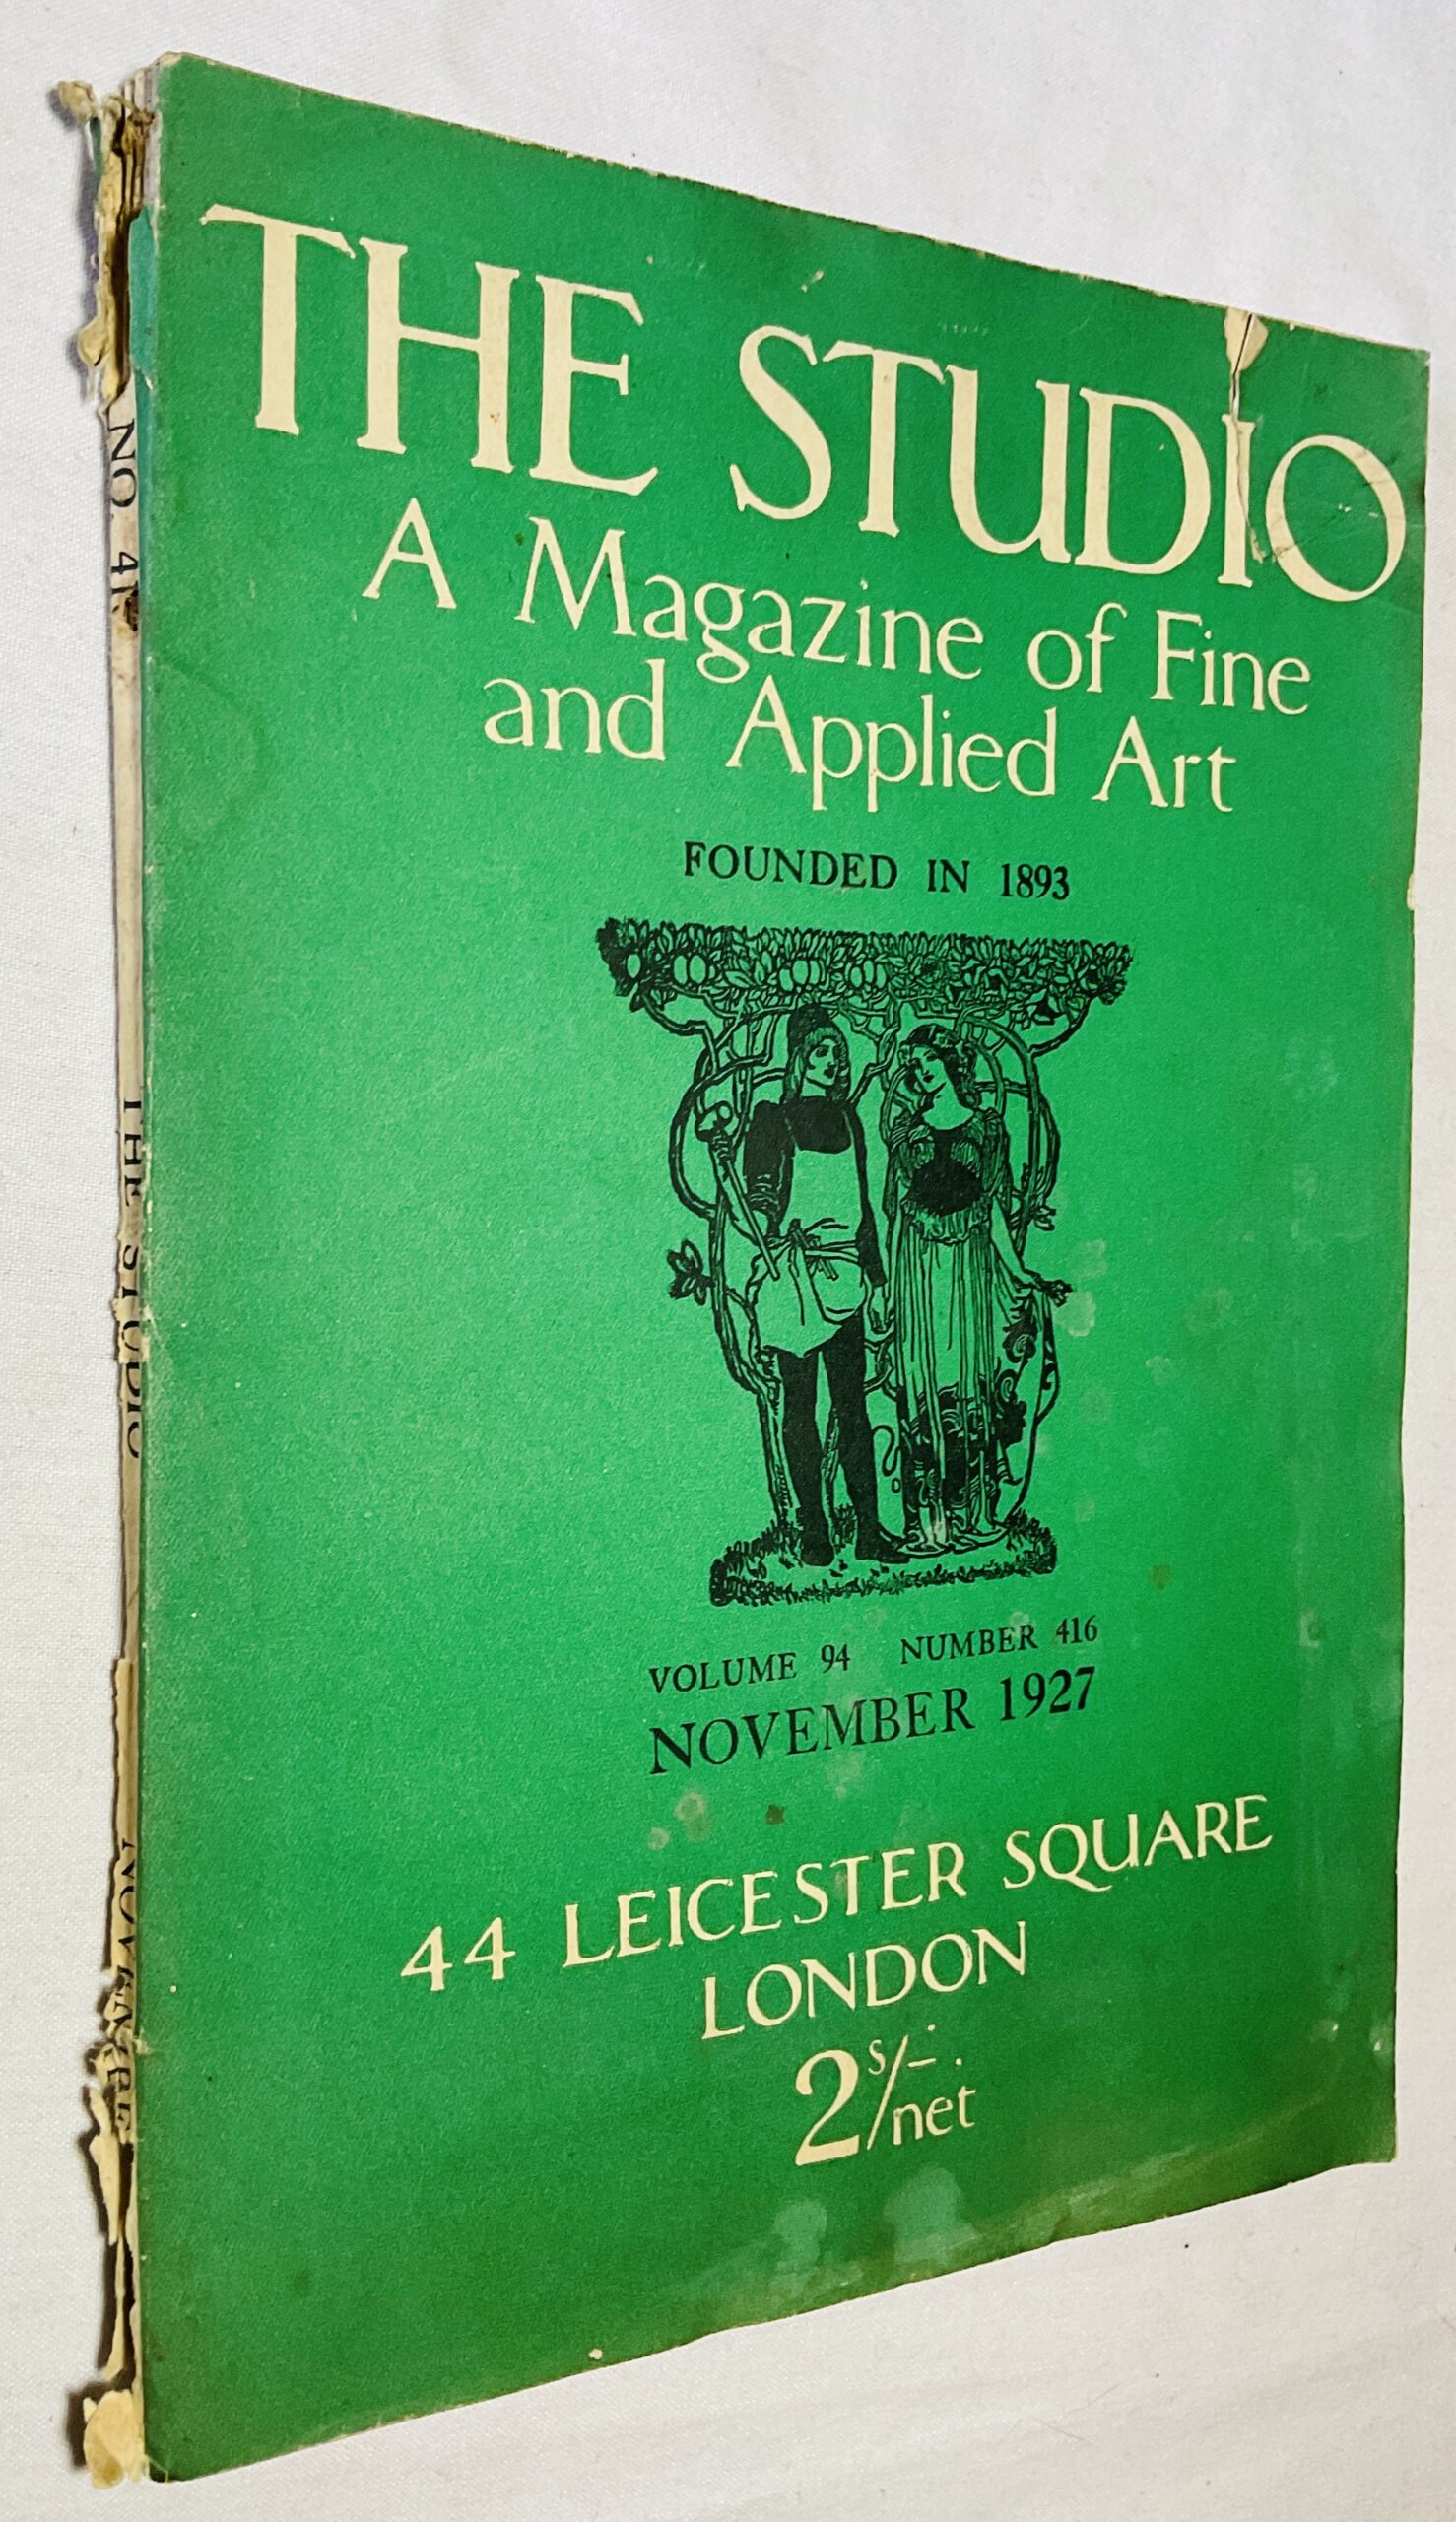 THE STUDIO
A Magazine of Fine
and Applied Art
FOUNDED IN 1893
VOLUME 94 NUMBER 416
NOVEMBER 1927
44 LEICESTER SQUARE
LONDON
2s/-. net
NO.
THE STUDIO